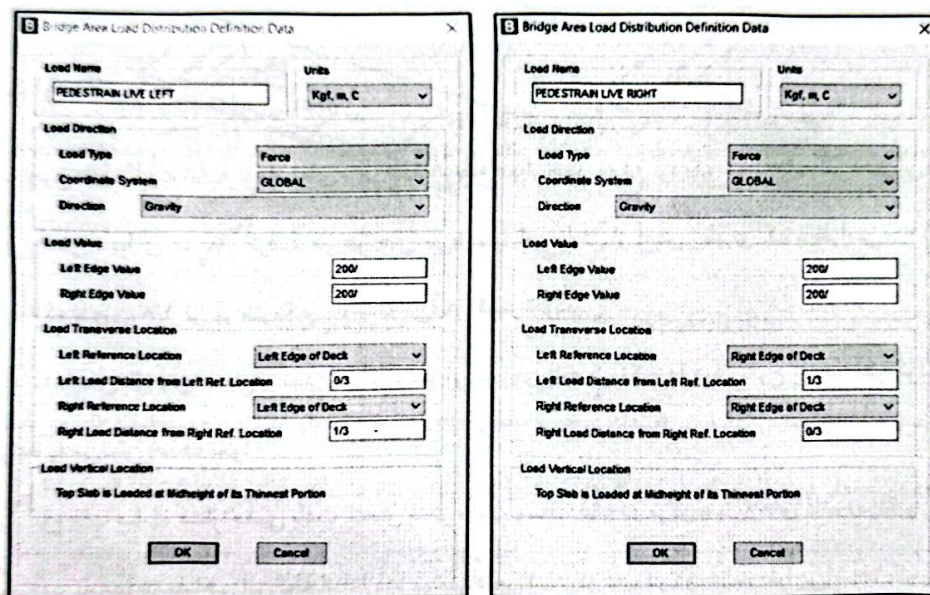 Bridge Area Load Distribution Definition Data
Load Name
PEDESTRAIN LIVE LEFT
Units
Kgf, m, C
Load Direction
Load Type Force
Coordinate System GLOBAL
Direction Gravity
Load Value
Left Edge Value 200/
Right Edge Value 200/
Load Transverse Location
Left Reference Location Left Edge of Deck
Left Load Distance from Left Ref. Location 0/3
Right Reference Location Left Edge of Deck
Right Load Distance from Right Ref. Location 1/3
Load Vertical Location
Top Slab is Loaded at Midheight of its Thinnest Portion
OK Cancel
Bridge Area Load Distribution Definition Data
Load Name
PEDESTRAIN LIVE RIGHT
Units
Kgf, m, C
Load Direction
Load Type Force
Coordinate System GLOBAL
Direction Gravity
Load Value
Left Edge Value 200/
Right Edge Value 200/
Load Transverse Location
Left Reference Location Right Edge of Deck
Left Load Distance from Left Ref. Location 1/3
Right Reference Location Right Edge of Deck
Right Load Distance from Right Ref. Location 0/3
Load Vertical Location
Top Slab is Loaded at Midheight of its Thinnest Portion
OK Cancel